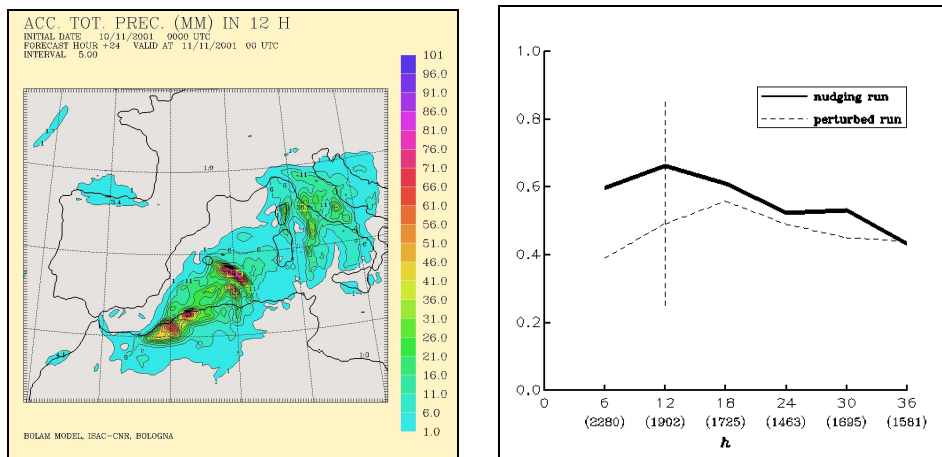 ACC. TOT. PREC. (MM) IN 12 H
INITIAL DATE 10/11/2001 0000 UTC
FORECAST HOUR +24 VALID AT 11/11/2001 00 UTC
INTERVAL 5.00
101
96.0
91.0
86.0
81.0
76.0
71.0
66.0
61.0
56.0
51.0
46.0
41.0
36.0
31.0
26.0
21.0
16.0
11.0
6.0
1.0
BOLAM MODEL, ISAC-CNR, BOLOGNA
1.0
0.8
0.6
0.4
0.2
0.0
nudging run
perturbed run
0 6 12 18 24 30 36
(2280) (1902) (1725) (1463) (1695) (1581)
h